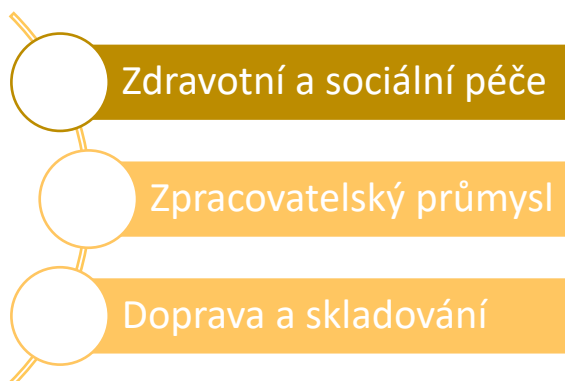 Zdravotní a sociální péče
Zpracovatelský průmysl
Doprava a skladování